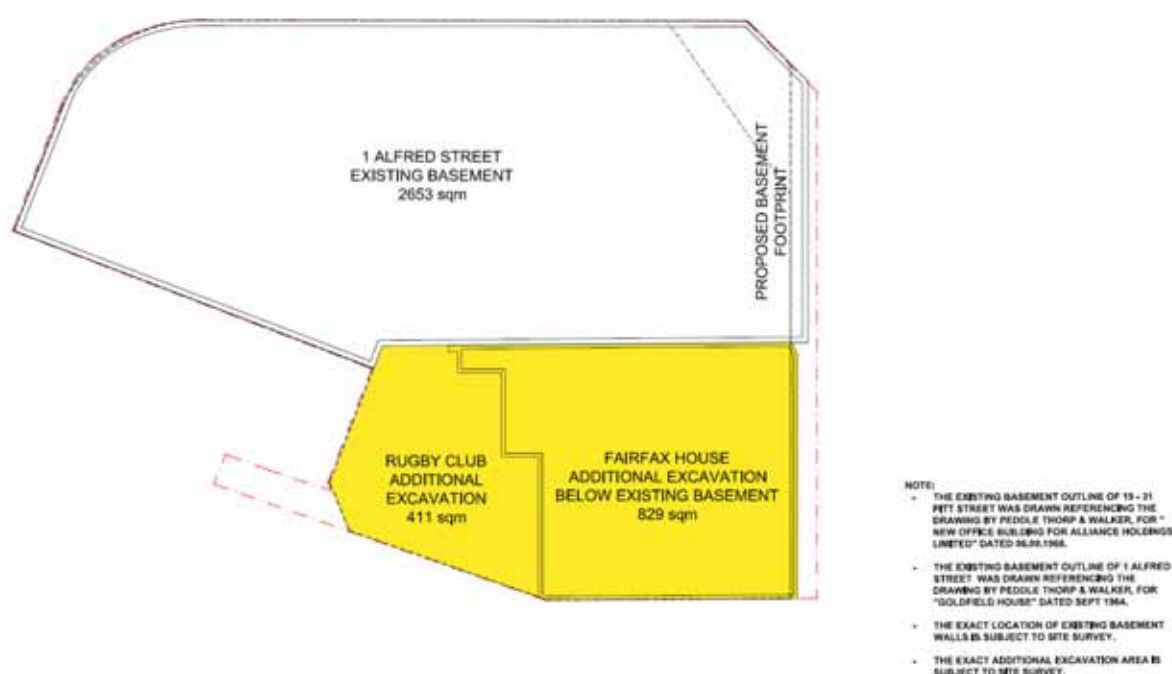 1 ALFRED STREET
EXISTING BASEMENT
2653 sqm
PROPOSED BASEMENT
FOOTPRINT
RUGBY CLUB
ADDITIONAL
EXCAVATION
411 sqm
FAIRFAX HOUSE
ADDITIONAL EXCAVATION
BELOW EXISTING BASEMENT
829 sqm
NOTE:
- THE EXISTING BASEMENT OUTLINE OF 19 - 31
PITT STREET WAS DRAWN REFERENCING THE
DRAWING BY PEDDLE THORP & WALKER, FOR "
NEW OFFICE BUILDING FOR ALLIANCE HOLDINGS
LIMITED" DATED
- THE EXISTING BASEMENT OUTLINE OF 1 ALFRED
STREET WAS DRAWN REFERENCING THE
DRAWING BY PEDDLE THORP & WALKER, FOR
"GOLDFIELD HOUSE" DATED SEPT 1964.
- THE EXACT LOCATION OF EXISTING BASEMENT
WALLS IS SUBJECT TO SITE SURVEY.
- THE EXACT ADDITIONAL EXCAVATION AREA IS
SUBJECT TO SITE SURVEY.